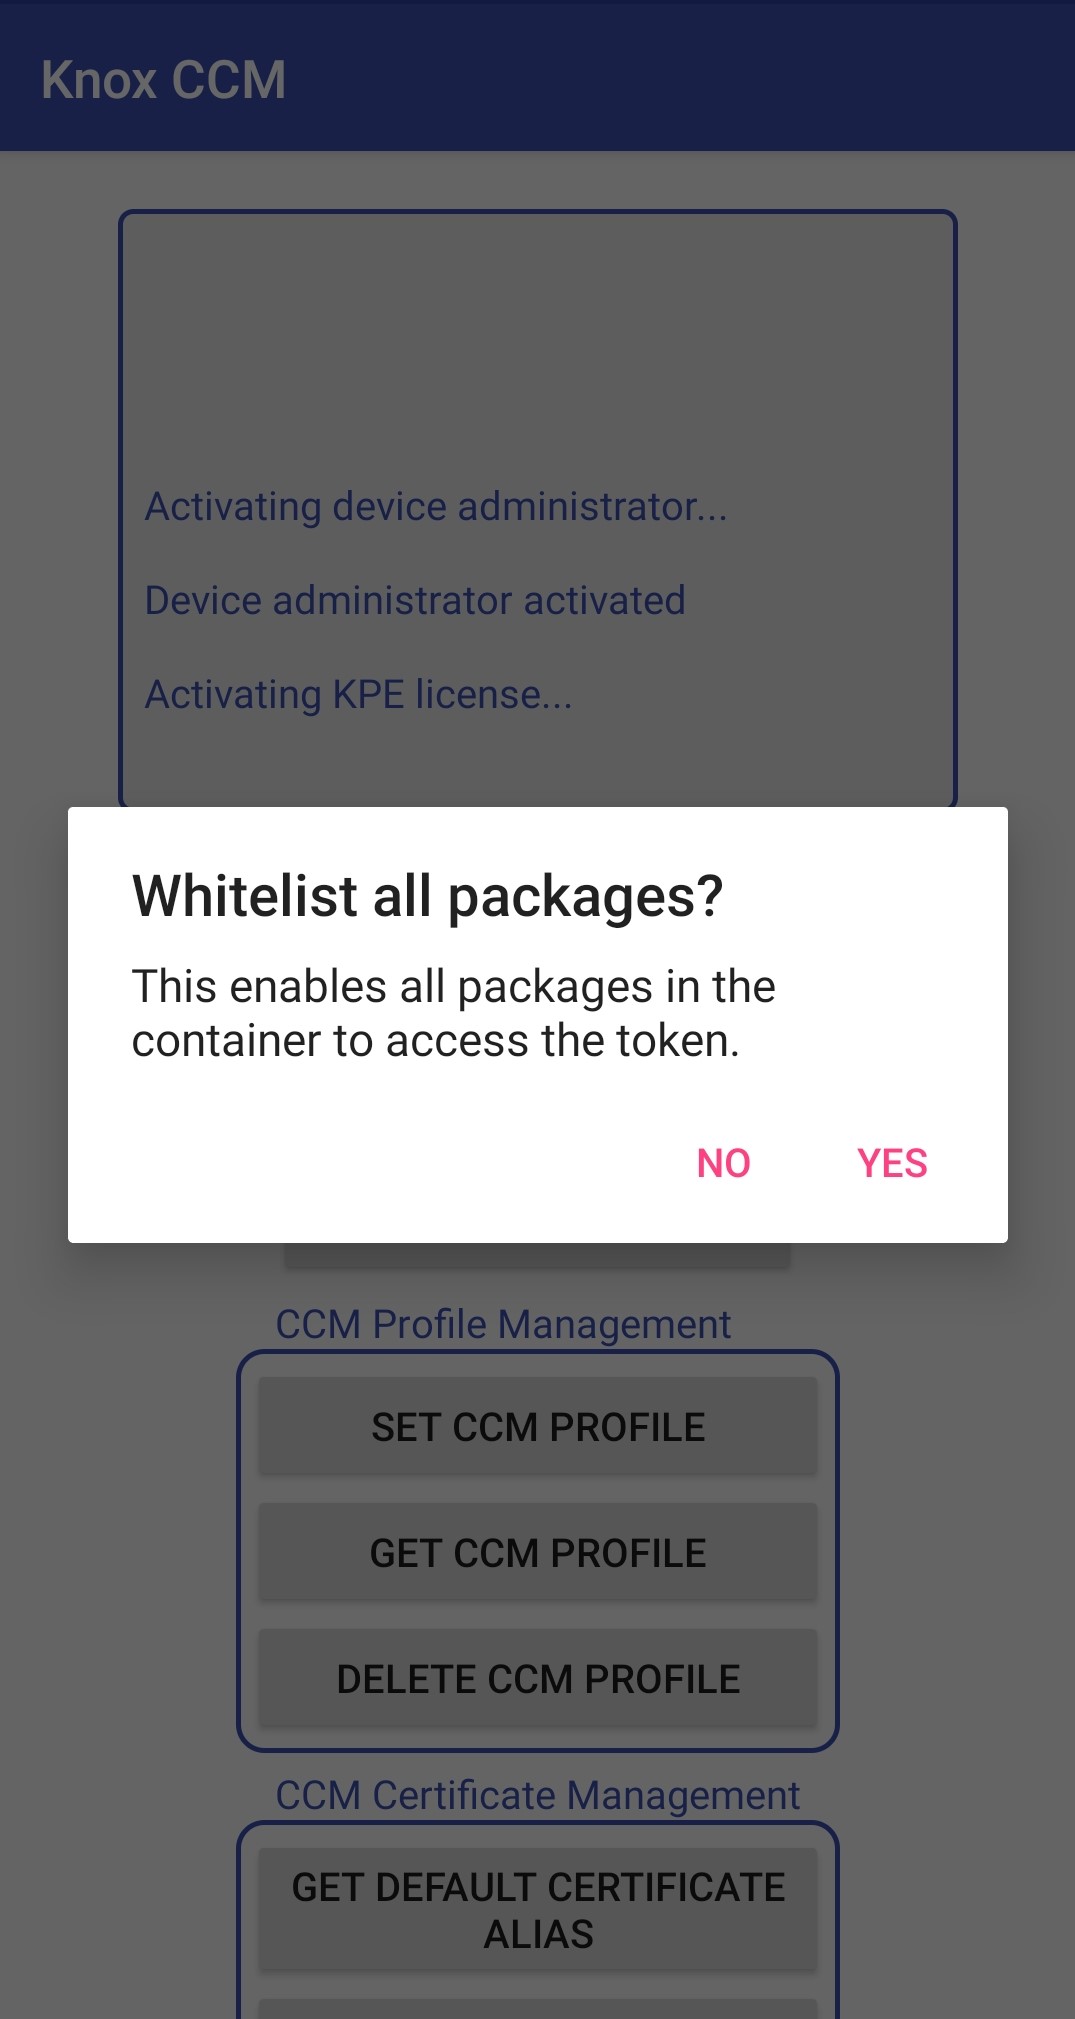 Knox CCM
Activating device administrator...
Device administrator activated
Activating KPE license...
Whitelist all packages?
This enables all packages in the
container to access the token.
NO YES
CCM Profile Management
SET CCM PROFILE
GET CCM PROFILE
DELETE CCM PROFILE
CCM Certificate Management
GET DEFAULT CERTIFICATE
ALIAS